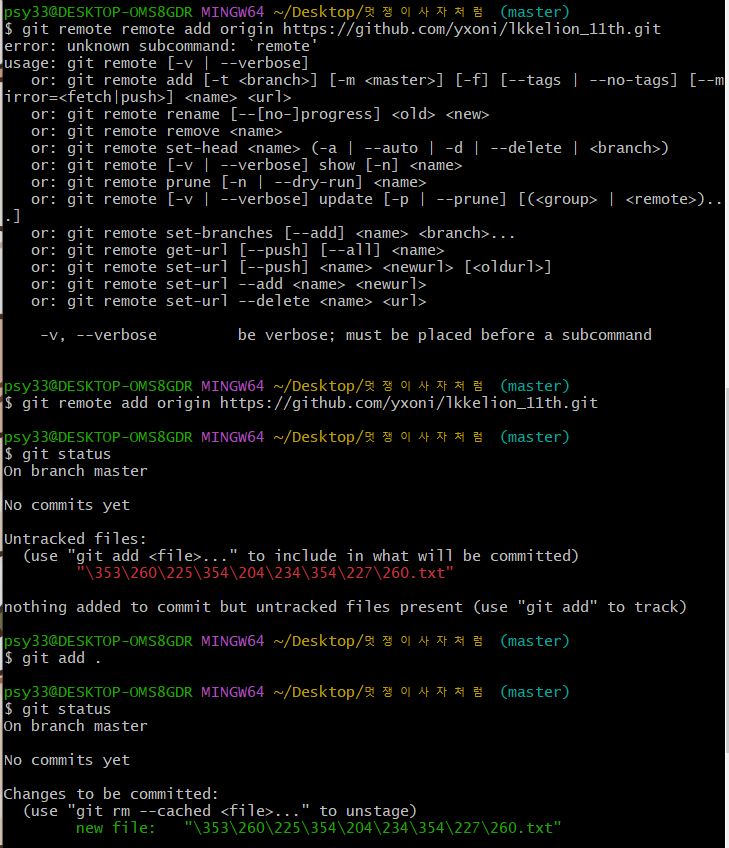 psy33@DESKTOP-OMS8GDR MINGW64 ~/Desktop/멋쟁이사자처럼 (master)
$ git remote remote add origin https://github.com/yxoni/lkkelion_11th.git
error: unknown subcommand: `remote'
usage: git remote [-v | --verbose]
   or: git remote add [-t <branch>] [-m <master>] [-f] [--tags | --no-tags] [--m
irror=<fetch|push>] <name> <url>
   or: git remote rename [--[no-]progress] <old> <new>
   or: git remote remove <name>
   or: git remote set-head <name> (-a | --auto | -d | --delete | <branch>)
   or: git remote [-v | --verbose] show [-n] <name>
   or: git remote prune [-n | --dry-run] <name>
   or: git remote [-v | --verbose] update [-p | --prune] [(<group> | <remote>)..
.]
   or: git remote set-branches [--add] <name> <branch>...
   or: git remote get-url [--push] [--all] <name>
   or: git remote set-url [--push] <name> <newurl> [<oldurl>]
   or: git remote set-url --add <name> <newurl>
   or: git remote set-url --delete <name> <url>
    -v, --verbose         be verbose; must be placed before a subcommand
psy33@DESKTOP-OMS8GDR MINGW64 ~/Desktop/멋쟁이사자처럼 (master)
$ git remote add origin https://github.com/yxoni/lkkelion_11th.git
psy33@DESKTOP-OMS8GDR MINGW64 ~/Desktop/멋쟁이사자처럼 (master)
$ git status
On branch master
No commits yet
Untracked files:
  (use "git add <file>..." to include in what will be committed)
        "\353\260\225\354\204\234\354\227\260.txt"
nothing added to commit but untracked files present (use "git add" to track)
psy33@DESKTOP-OMS8GDR MINGW64 ~/Desktop/멋쟁이사자처럼 (master)
$ git add .
psy33@DESKTOP-OMS8GDR MINGW64 ~/Desktop/멋쟁이사자처럼 (master)
$ git status
On branch master
No commits yet
Changes to be committed:
  (use "git rm --cached <file>..." to unstage)
        new file:   "\353\260\225\354\204\234\354\227\260.txt"